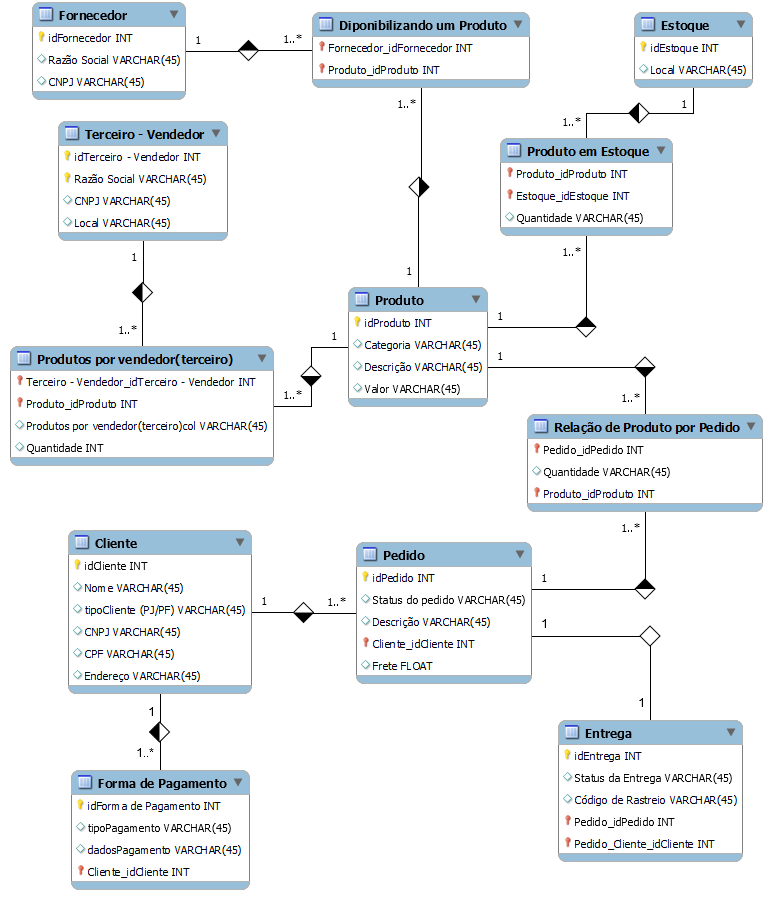 Fornecedor
idFornecedor INT
Razão Social VARCHAR(45)
CNPJ VARCHAR(45)
1
1..*
Diponibilizando um Produto
Fornecedor_idFornecedor INT
Produto_idProduto INT
1..*
1
Estoque
idEstoque INT
Local VARCHAR(45)
1
1..*
Produto em Estoque
Produto_idProduto INT
Estoque_idEstoque INT
Quantidade VARCHAR(45)
1..*
1
Terceiro - Vendedor
idTerceiro - Vendedor INT
Razão Social VARCHAR(45)
CNPJ VARCHAR(45)
Local VARCHAR(45)
1
1..*
Produto
idProduto INT
Categoria VARCHAR(45)
Descrição VARCHAR(45)
Valor VARCHAR(45)
1
1..*
Produtos por vendedor(terceiro)
Terceiro - Vendedor_idTerceiro - Vendedor INT
Produto_idProduto INT
Produtos por vendedor(terceiro)col VARCHAR(45)
Quantidade INT
1
1..*
Relação de Produto por Pedido
Pedido_idPedido INT
Quantidade VARCHAR(45)
Produto_idProduto INT
1..*
1
Cliente
idCliente INT
Nome VARCHAR(45)
tipoCliente (PJ/PF) VARCHAR(45)
CNPJ VARCHAR(45)
CPF VARCHAR(45)
Endereço VARCHAR(45)
1
1..*
Pedido
idPedido INT
Status do pedido VARCHAR(45)
Descrição VARCHAR(45)
Cliente_idCliente INT
Frete FLOAT
1
1
1
1..*
Forma de Pagamento
idForma de Pagamento INT
tipoPagamento VARCHAR(45)
dadosPagamento VARCHAR(45)
Cliente_idCliente INT
Entrega
idEntrega INT
Status da Entrega VARCHAR(45)
Código de Rastreio VARCHAR(45)
Pedido_idPedido INT
Pedido_Cliente_idCliente INT